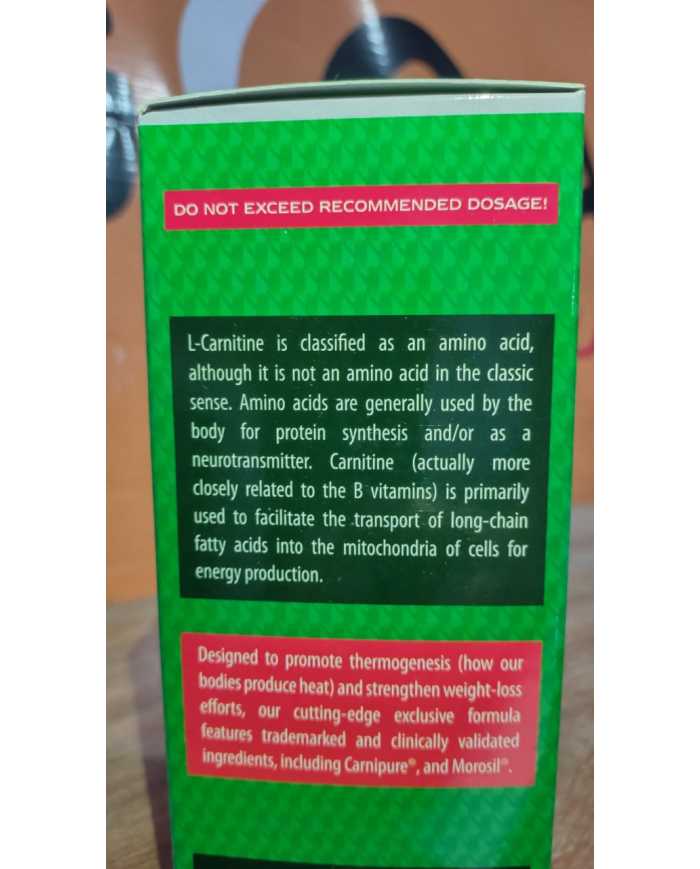 DO NOT EXCEED RECOMMENDED DOSAGE!
L-Carnitine is classified as an amino acid,
although it is not an amino acid in the classic
sense. Amino acids are generally used by the
body for protein synthesis and/or as a
neurotransmitter. Carnitine (actually more
closely related to the B vitamins) is primarily
used to facilitate the transport of long-chain
fatty acids into the mitochondria of cells for
energy production.
Designed to promote thermogenesis (how our
bodies produce heat) and strengthen weight-loss
efforts, our cutting-edge exclusive formula
features trademarked and clinically validated
ingredients, including Carnipure®, and Morosil®.